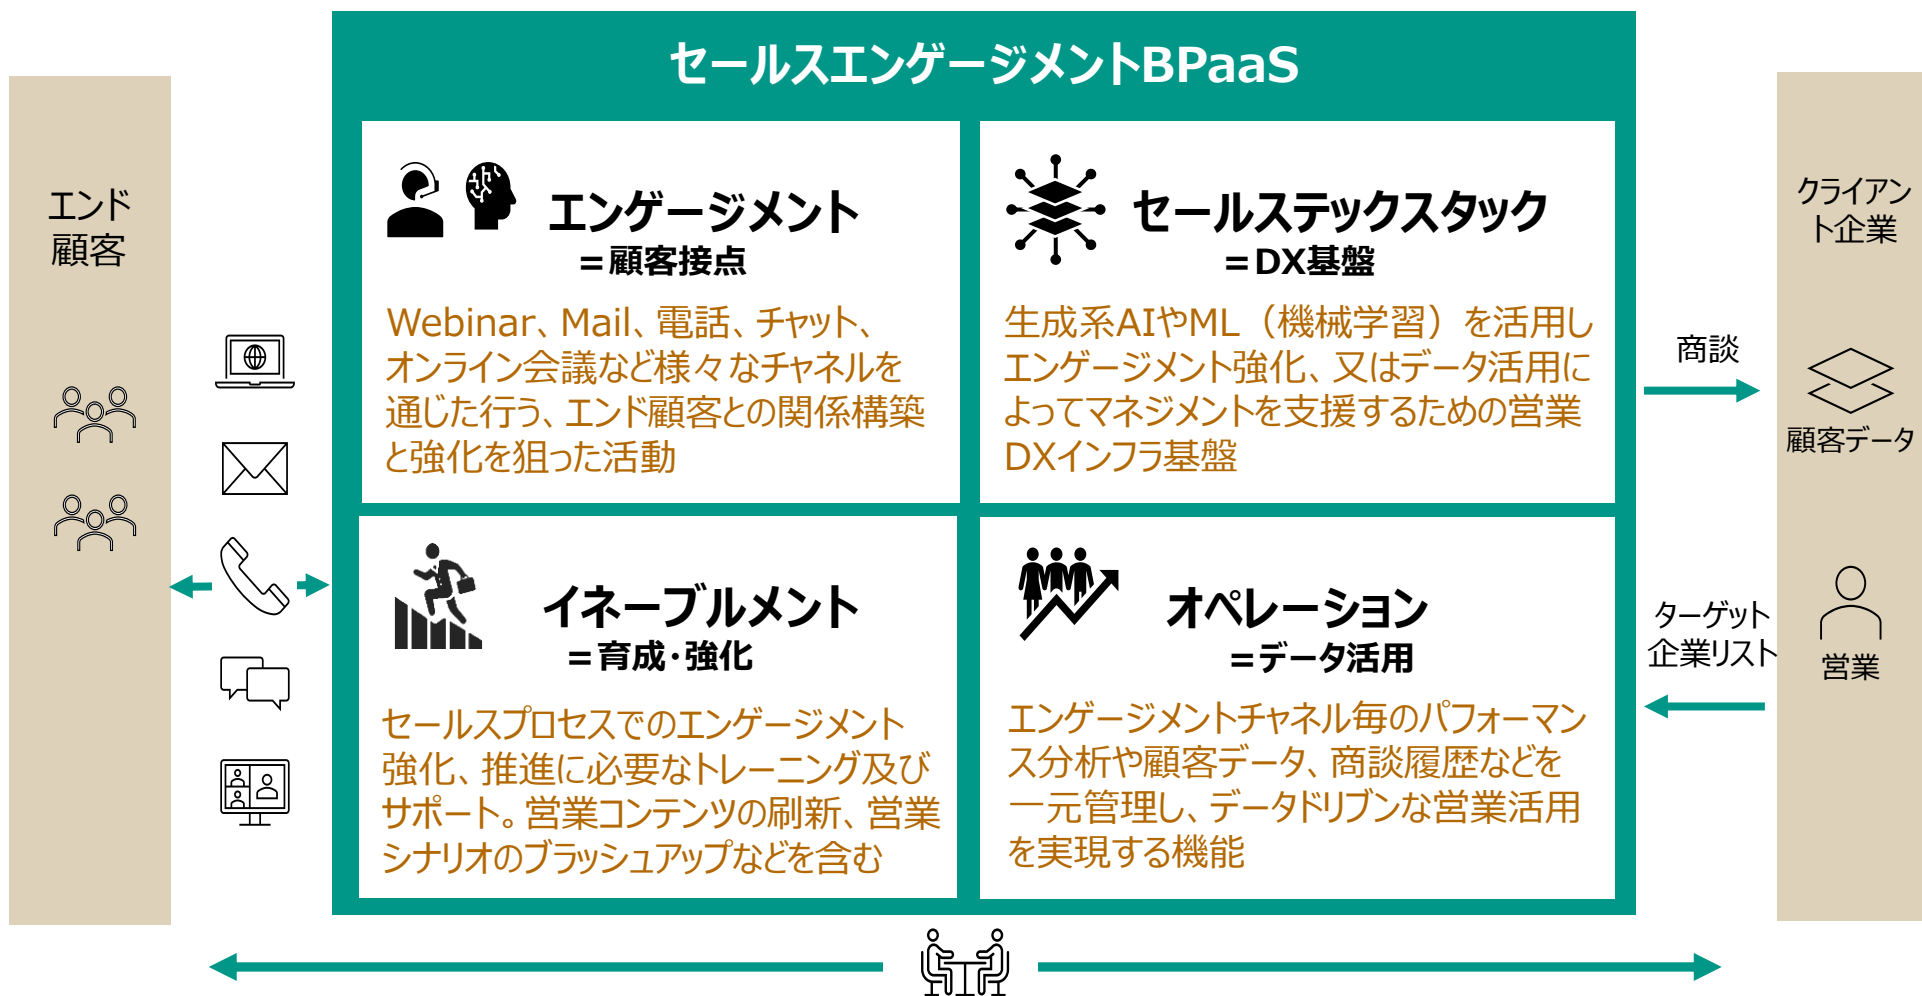 セールスエンゲージメントBPaaS
エンド
顧客
エンゲージメント
=顧客接点
Webinar、Mail、電話、チャット、
オンライン会議など様々なチャネルを
通じた行う、エンド顧客との関係構築
と強化を狙った活動
セールステックスタック
=DX基盤
生成系AIやML（機械学習）を活用し
エンゲージメント強化、又はデータ活用に
よってマネジメントを支援するための営業
DXインフラ基盤
イネーブルメント
=育成・強化
セールスプロセスでのエンゲージメント
強化、推進に必要なトレーニング及び
サポート。営業コンテンツの刷新、営業
シナリオのブラッシュアップなどを含む
オペレーション
=データ活用
エンゲージメントチャネル毎のパフォーマン
ス分析や顧客データ、商談履歴などを
一元管理し、データドリブンな営業活用
を実現する機能
商談
ターゲット
企業リスト
クライアン
ト企業
顧客データ
営業